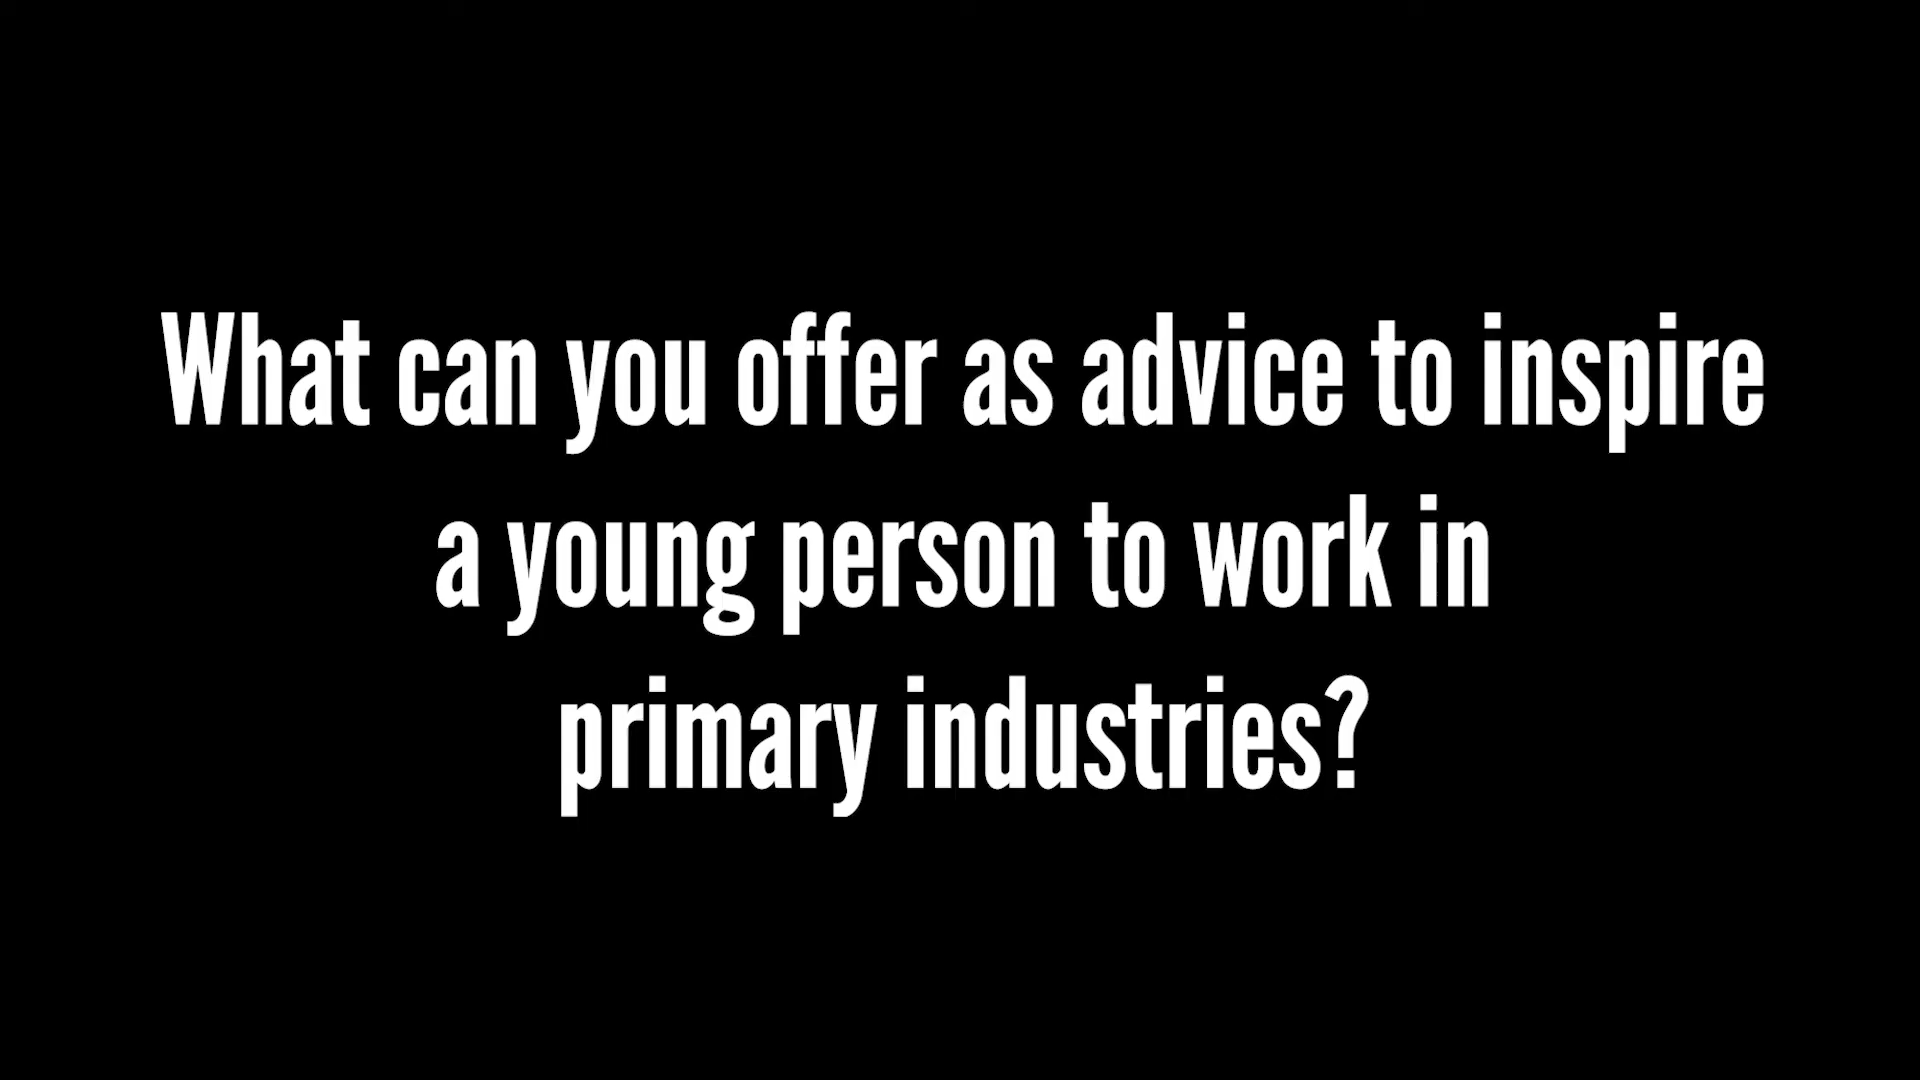 What can you offer as advice to inspire
a young person to work in
primary industries?